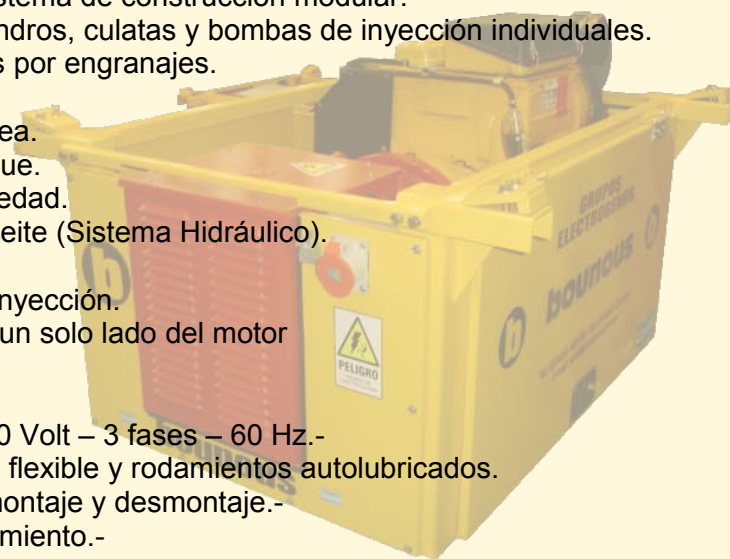 stema de construcción modular.
ndros, culatas y bombas de inyección individuales.
s por engranajes.
ea.
ue.
edad.
eite (Sistema Hidráulico).
nyección.
un solo lado del motor
0 Volt – 3 fases – 60 Hz.-
flexible y rodamientos autolubricados.
montaje y desmontaje.-
miento.-
GRUPOS
ELECTROGENOS
b bounous b
b
PELIGRO
bounous